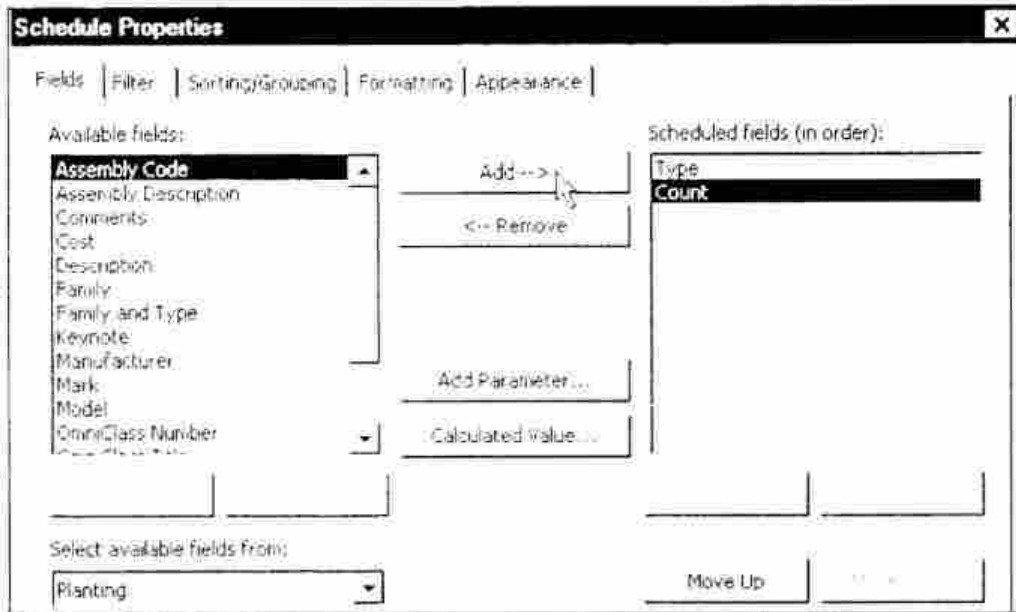 Schedule Properties
Fields Filter Sorting/Grouping Formatting Appearance
Available fields:
Assembly Code
Assembly Description
Comments
Cost
Description
Family
Family and Type
Keynote
Manufacturer
Mark
Model
OmniClass Number
Add -->
<-- Remove
Add Parameter...
Calculated Value...
Scheduled fields (in order):
Type
Count
Select available fields from:
Planting
Move Up